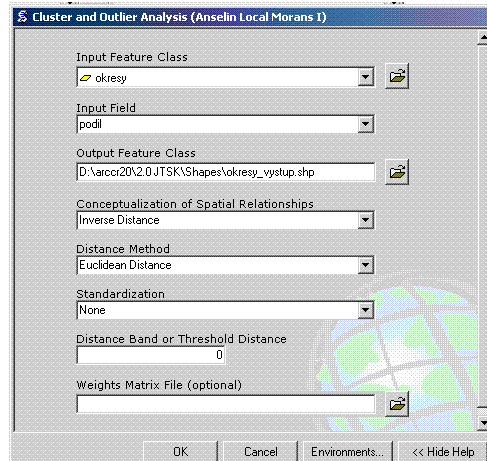 Cluster and Outlier Analysis (Anselin Local Morans I)
Input Feature Class
okresy
Input Field
podil
Output Feature Class
D:\arccr20\2.0 JTSK\Shapes\okresy_vystup.shp
Conceptualization of Spatial Relationships
Inverse Distance
Distance Method
Euclidean Distance
Standardization
None
Distance Band or Threshold Distance
0
Weights Matrix File (optional)
OK Cancel Environments... << Hide Help